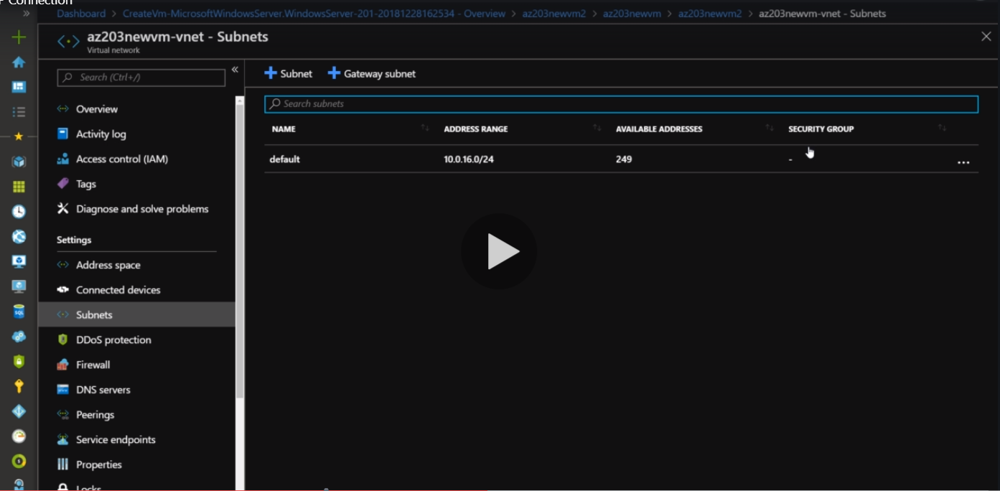 Connection
Dashboard > CreateVm-MicrosoftWindowsServer.WindowsServer-201-20181228162534 - Overview > az203newvm2 > az203newvm > az203newvm2 > az203newvm-vnet - Subnets
az203newvm-vnet - Subnets
Virtual network
Search (Ctrl+/)
Overview
Activity log
Access control (IAM)
Tags
Diagnose and solve problems
Settings
Address space
Connected devices
Subnets
DDoS protection
Firewall
DNS servers
Peerings
Service endpoints
Properties
Locks
Subnet Gateway subnet
Search subnets
NAME ADDRESS RANGE AVAILABLE ADDRESSES SECURITY GROUP
default 10.0.16.0/24 249 - ...